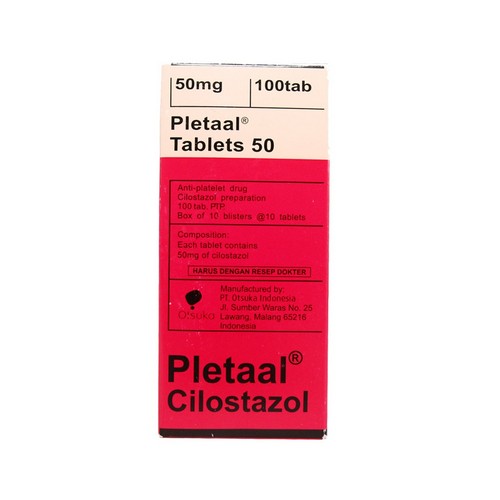 50mg 100tab
Pletaal®
Tablets 50
Anti-platelet drug
Cilostazol preparation
100 tab. PTP.
Box of 10 blisters @10 tablets
Composition:
Each tablet contains
50mg of cilostazol
HARUS DENGAN RESEP DOKTER
Manufactured by:
PT. Otsuka Indonesia
Jl. Sumber Waras No. 25
Lawang, Malang 65216
Indonesia
Otsuka
Pletaal®
Cilostazol